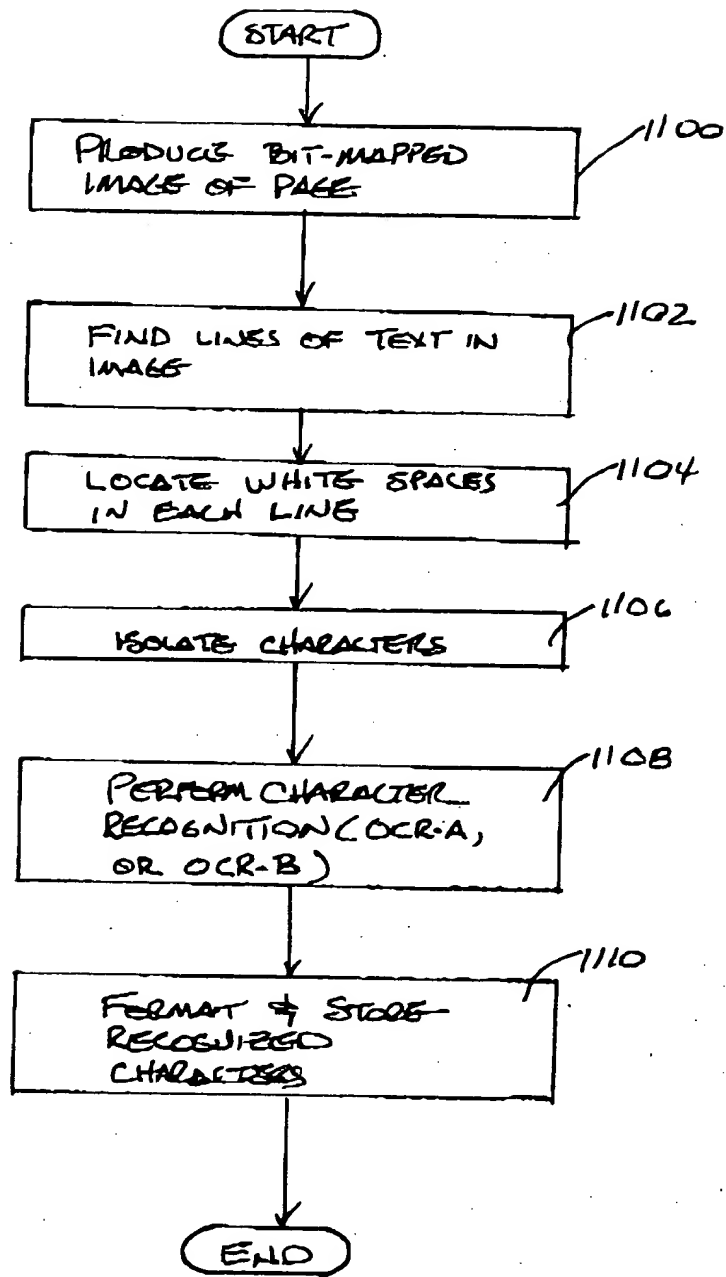 START
1100
PRODUCE BIT-MAPPED
IMAGE OF PAGE
1102
FIND LINES OF TEXT IN
IMAGE
1104
LOCATE WHITE SPACES
IN EACH LINE
1106
ISOLATE CHARACTERS
1108
PERFORM CHARACTER
RECOGNITION (OCR-A,
OR OCR-B)
1110
FORMAT & STORE
RECOGNIZED
CHARACTERS
END